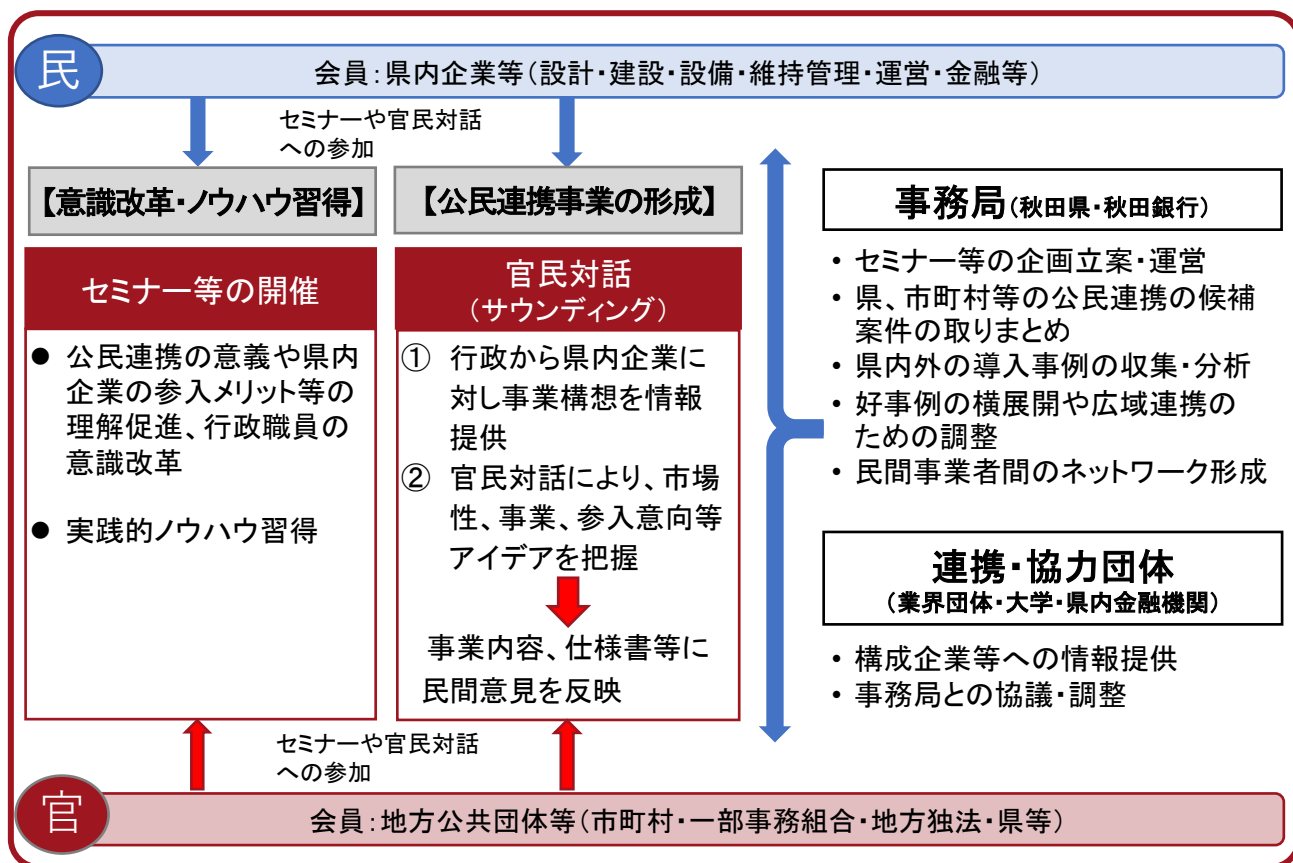 民
会員：県内企業等（設計・建設・設備・維持管理・運営・金融等）
セミナーや官民対話
への参加
【意識改革・ノウハウ習得】
セミナー等の開催
● 公民連携の意義や県内
企業の参入メリット等の
理解促進、行政職員の
意識改革
● 実践的ノウハウ習得
【公民連携事業の形成】
官民対話
（サウンディング）
① 行政から県内企業に
対し事業構想を情報
提供
② 官民対話により、市場
性、事業、参入意向等
アイデアを把握
事業内容、仕様書等に
民間意見を反映
事務局（秋田県・秋田銀行）
・セミナー等の企画立案・運営
・県、市町村等の公民連携の候補
案件の取りまとめ
・県内外の導入事例の収集・分析
・好事例の横展開や広域連携の
ための調整
・民間事業者間のネットワーク形成
連携・協力団体
（業界団体・大学・県内金融機関）
・構成企業等への情報提供
・事務局との協議・調整
セミナーや官民対話
への参加
官
会員：地方公共団体等（市町村・一部事務組合・地方独法・県等）